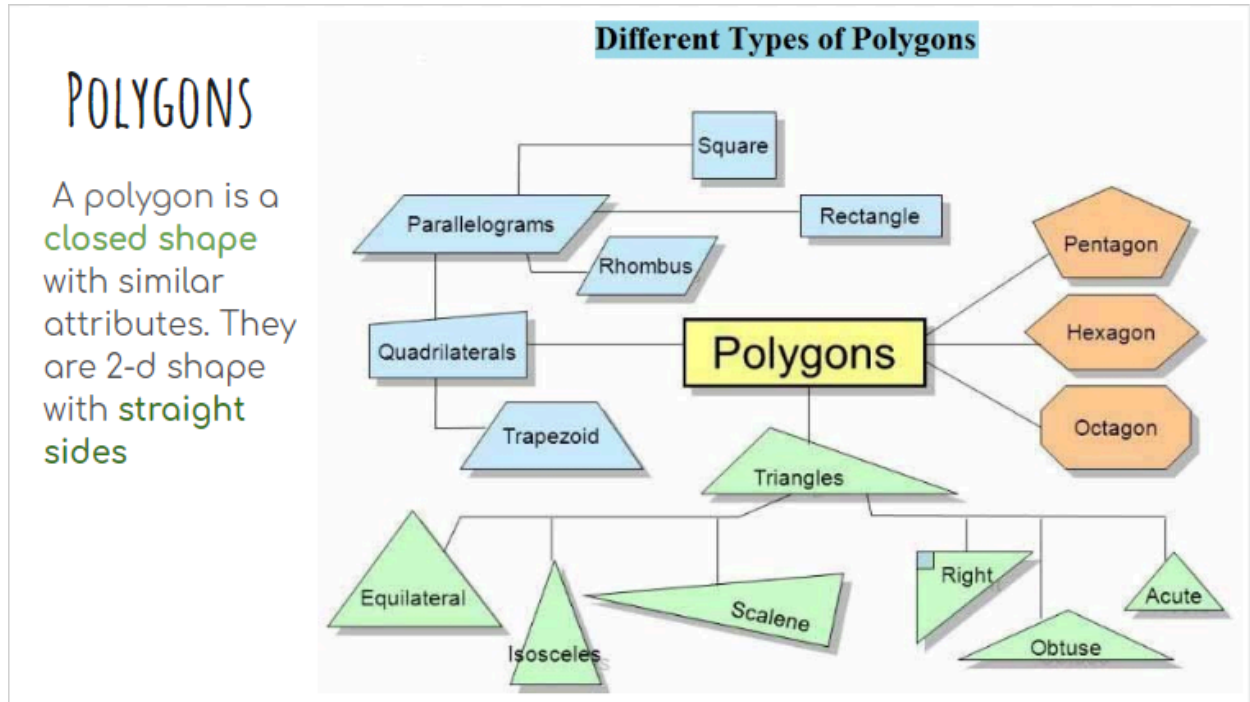 Different Types of Polygons
POLYGONS
A polygon is a
closed shape
with similar
attributes. They
are 2-d shape
with straight
sides
Square
Parallelograms
Rectangle
Rhombus
Pentagon
Quadrilaterals
Polygons
Hexagon
Trapezoid
Octagon
Triangles
Equilateral
Isosceles
Scalene
Right
Obtuse
Acute